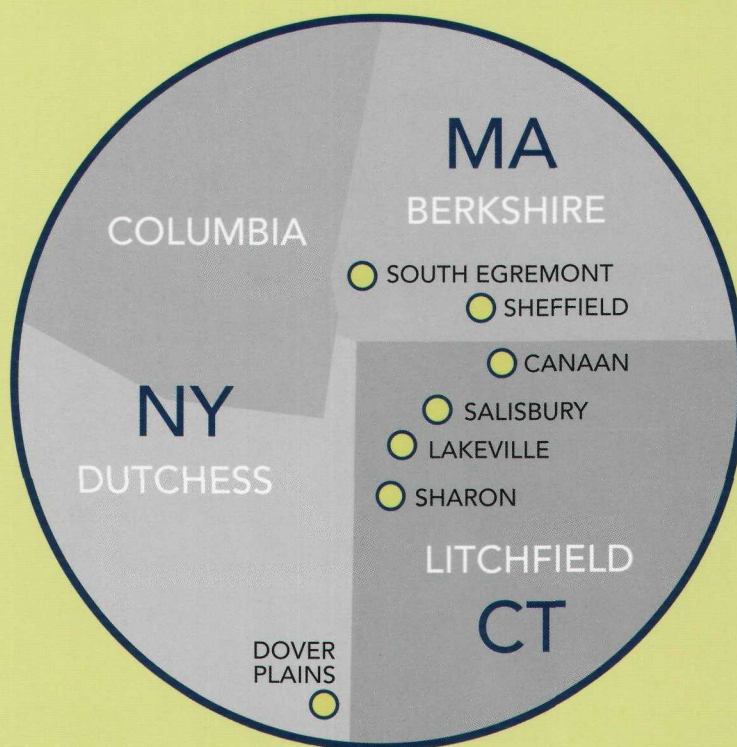 MA
BERKSHIRE
COLUMBIA
SOUTH EGREMONT
SHEFFIELD
CANAAN
NY
SALISBURY
LAKEVILLE
DUTCHESS
SHARON
LITCHFIELD
CT
DOVER
PLAINS